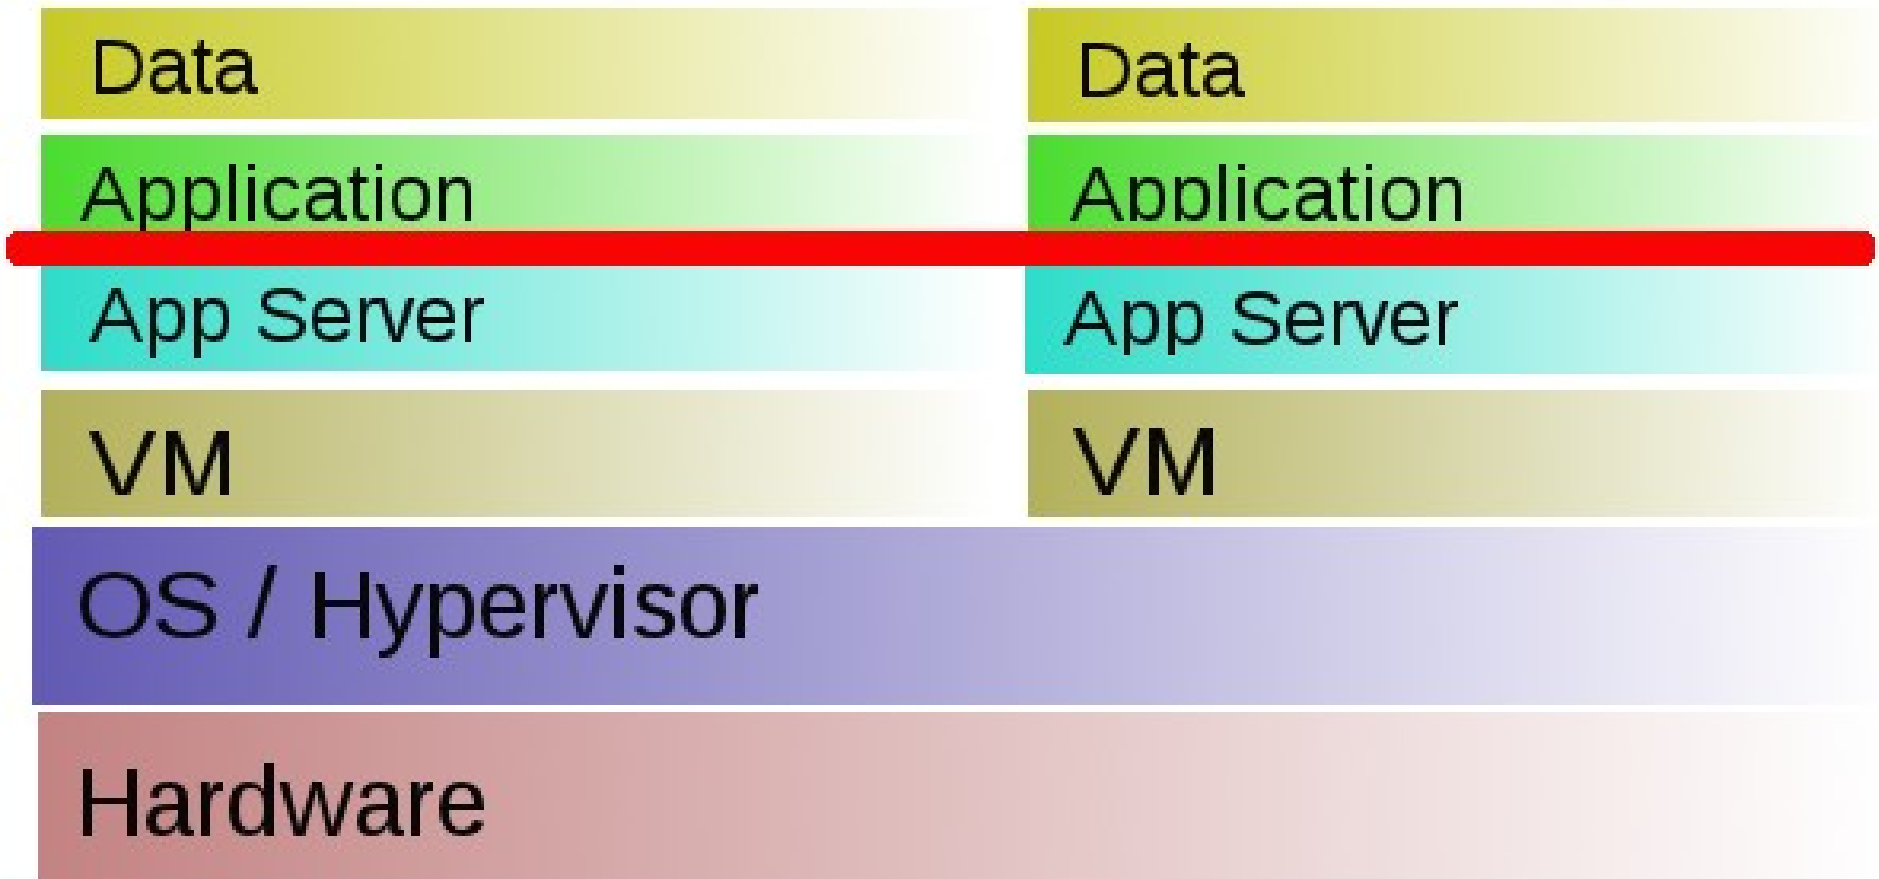 Data Data
Application Application
App Server App Server
VM VM
OS / Hypervisor
Hardware